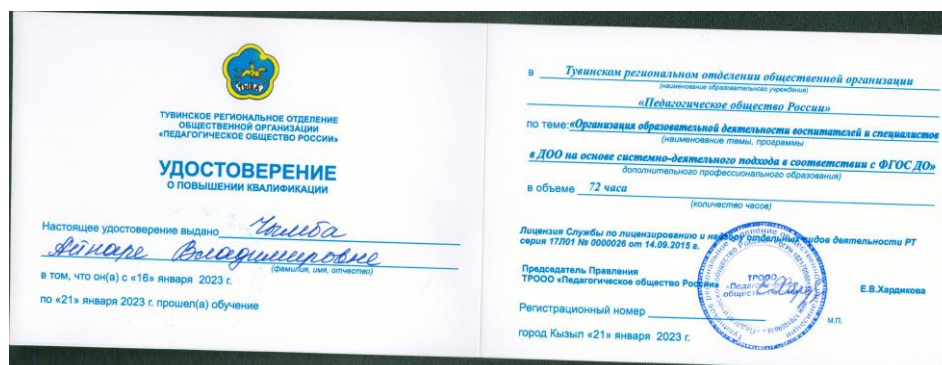 ТУВИНСКОЕ РЕГИОНАЛЬНОЕ ОТДЕЛЕНИЕ
ОБЩЕСТВЕННОЙ ОРГАНИЗАЦИИ
«ПЕДАГОГИЧЕСКОЕ ОБЩЕСТВО РОССИИ»
УДОСТОВЕРЕНИЕ
О ПОВЫШЕНИИ КВАЛИФИКАЦИИ
Настоящее удостоверение выдано Чымба
Айнаре Владимировне
(фамилия, имя, отчество)
в том, что он(а) с «16» января 2023 г.
по «21» января 2023 г. прошел(а) обучение
в Тувинском региональном отделении общественной организации
(наименование образовательного учреждения)
«Педагогическое общество России»
по теме: «Организация образовательной деятельности воспитателей и специалистов
(наименование темы, программы
в ДОО на основе системно-деятельного подхода в соответствии с ФГОС ДО»
дополнительного профессионального образования)
в объеме 72 часа
(количество часов)
Лицензия Службы по лицензированию и надзору отдельных видов деятельности РТ
серия 17Л01 № 0000026 от 14.09.2015 г.
Председатель Правления
ТРООО «Педагогическое общество России» Е.В.Хардикова
Регистрационный номер
М.П.
город Кызыл «21» января 2023 г.